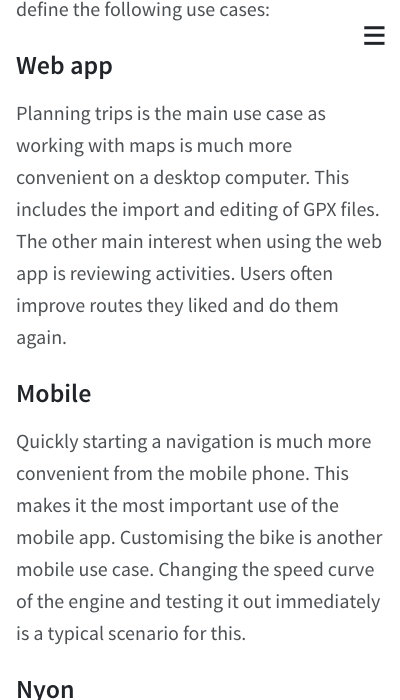 define the following use cases:
Web app
Planning trips is the main use case as
working with maps is much more
convenient on a desktop computer. This
includes the import and editing of GPX files.
The other main interest when using the web
app is reviewing activities. Users often
improve routes they liked and do them
again.
Mobile
Quickly starting a navigation is much more
convenient from the mobile phone. This
makes it the most important use of the
mobile app. Customising the bike is another
mobile use case. Changing the speed curve
of the engine and testing it out immediately
is a typical scenario for this.
Nyon